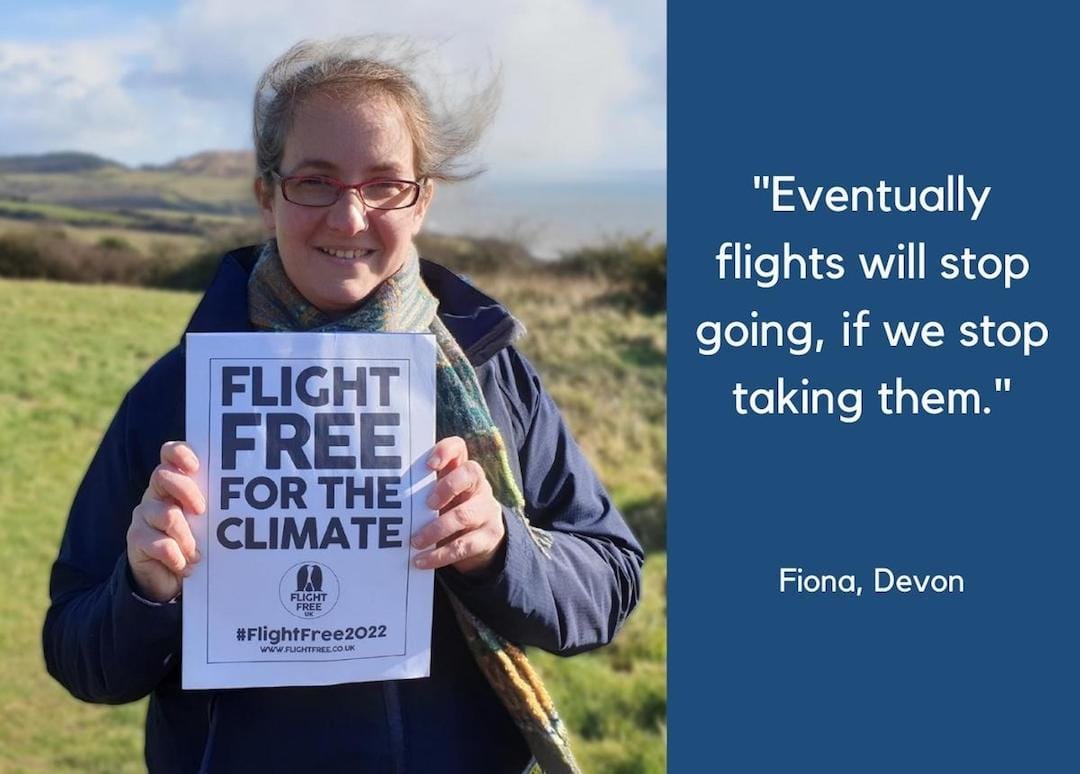 FLIGHT
FREE
FOR THE
CLIMATE
FLIGHT
FREE
UK
#FlightFree2022
WWW.FLIGHTFREE.CO.UK
"Eventually
flights will stop
going, if we stop
taking them."
Fiona, Devon